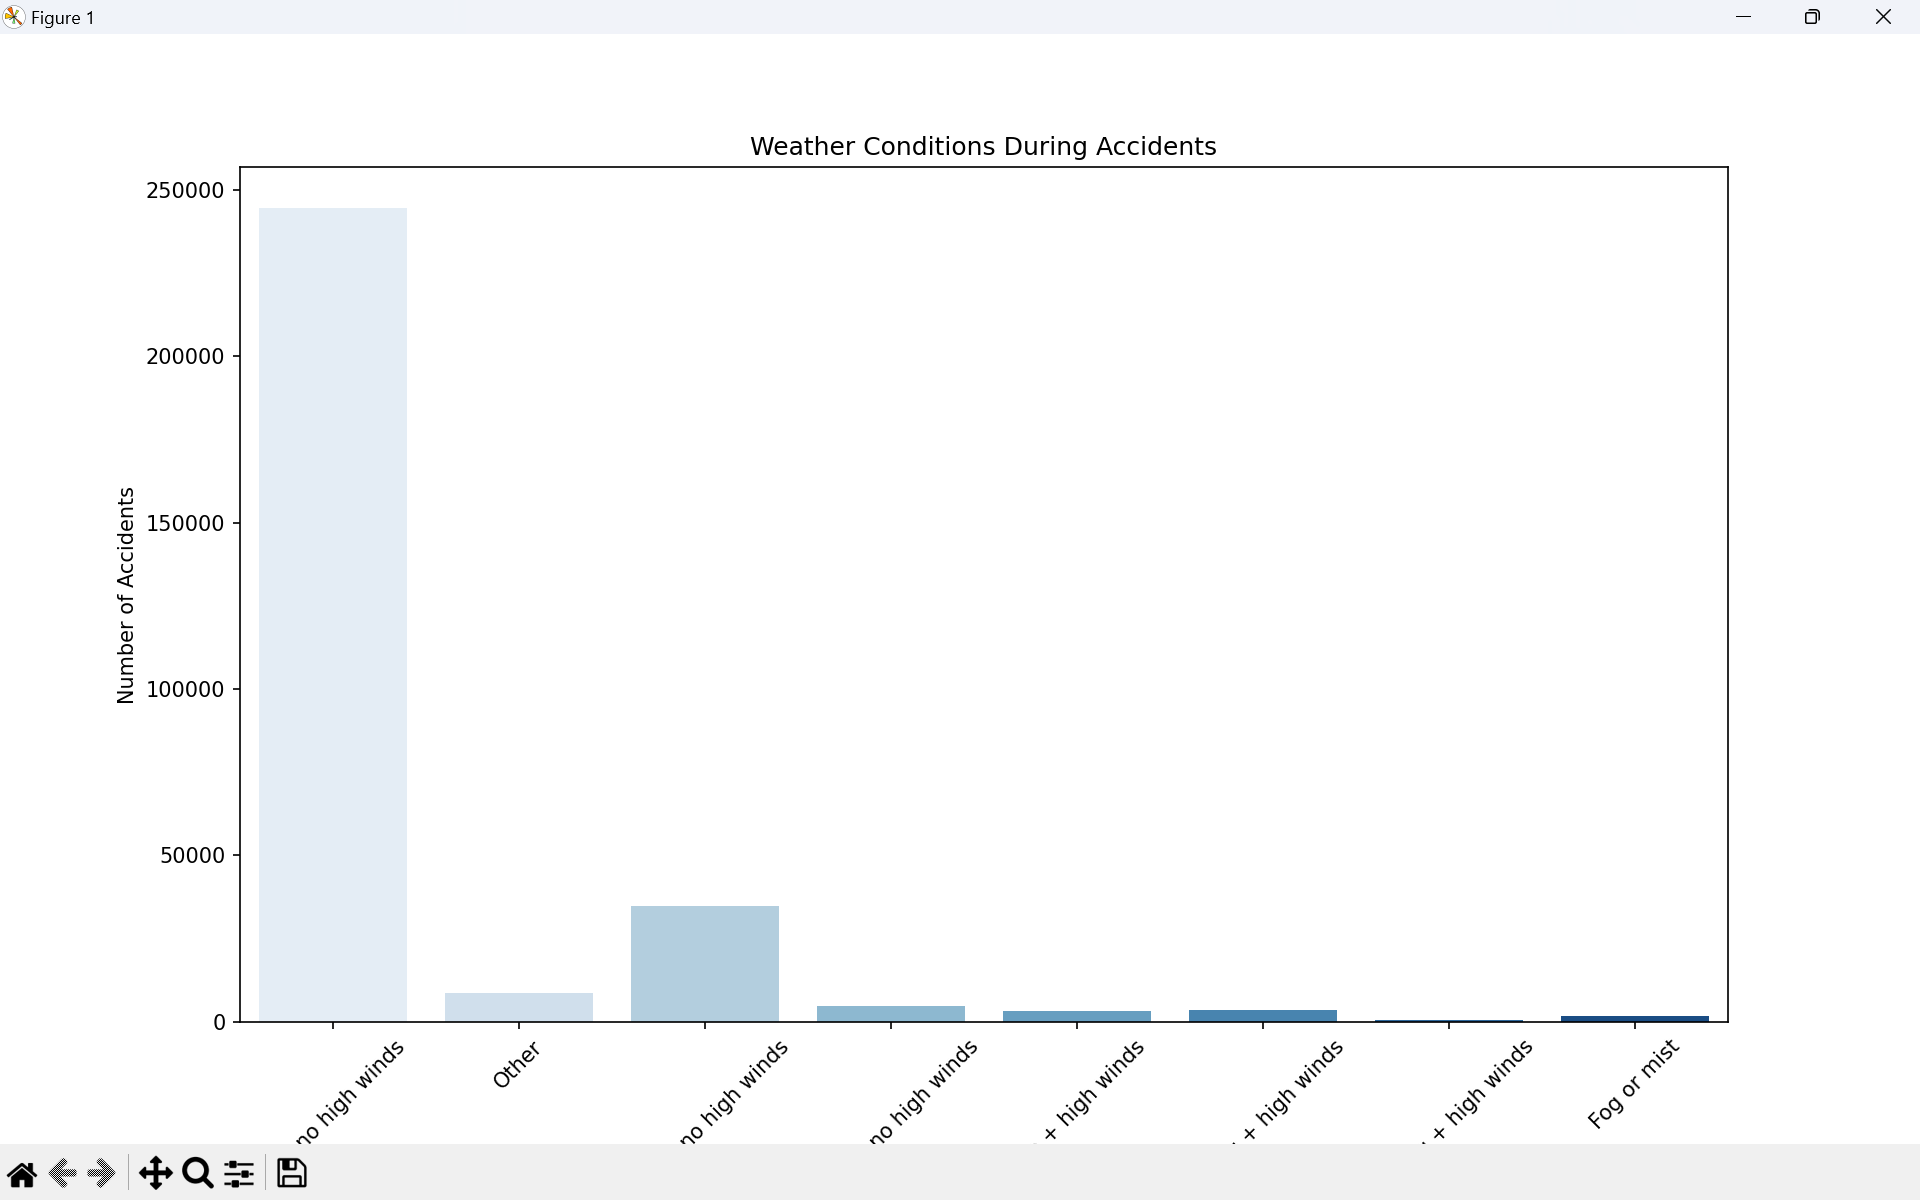 Figure 1
Weather Conditions During Accidents
250000
200000
150000
100000
50000
0
Number of Accidents
no high winds
Other
no high winds
no high winds
+ high winds
+ high winds
+ high winds
Fog or mist